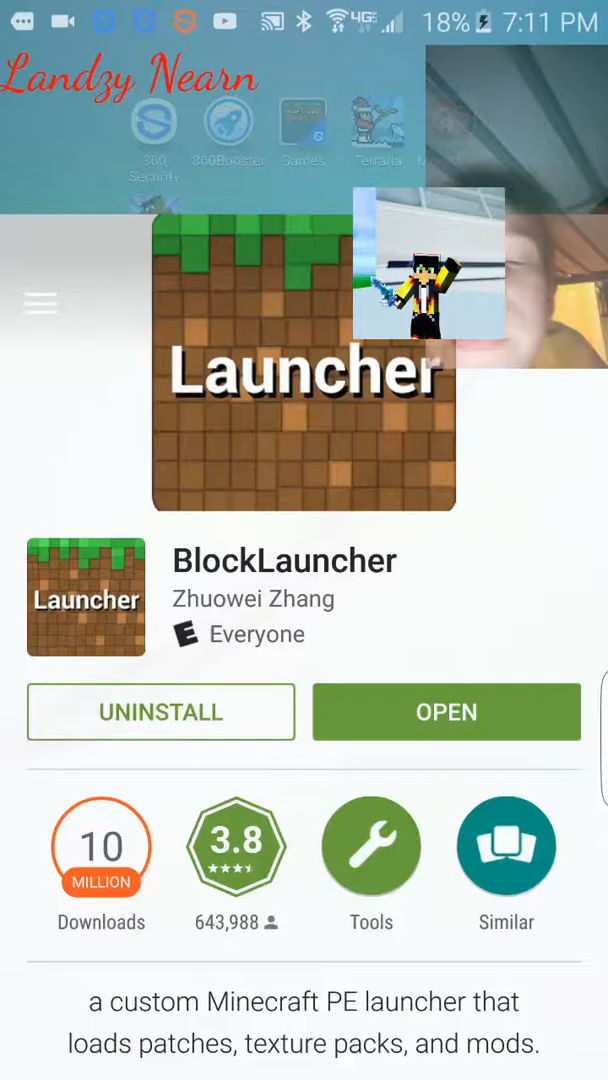 4G 18% 7:11 PM
Landzy Nearn
360 Security
360Booster
Games
Terraria
Launcher
Launcher
BlockLauncher
Zhuowei Zhang
E Everyone
UNINSTALL
OPEN
10 MILLION
3.8
Downloads
643,988
Tools
Similar
a custom Minecraft PE launcher that
loads patches, texture packs, and mods.